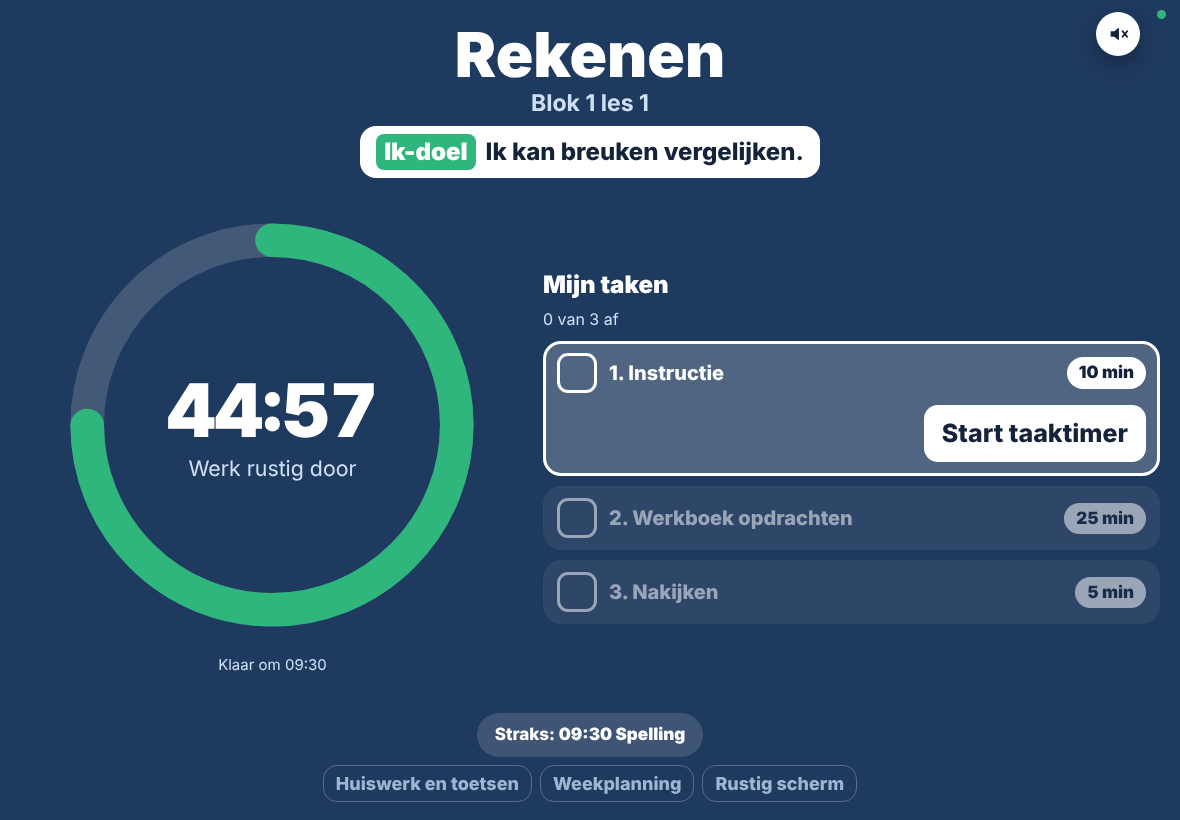 Rekenen
Blok 1 les 1
Ik-doel Ik kan breuken vergelijken.
44:57
Werk rustig door
Klaar om 09:30
Mijn taken
0 van 3 af
1. Instructie 10 min
Start taaktimer
2. Werkboek opdrachten 25 min
3. Nakijken 5 min
Straks: 09:30 Spelling
Huiswerk en toetsen Weekplanning Rustig scherm